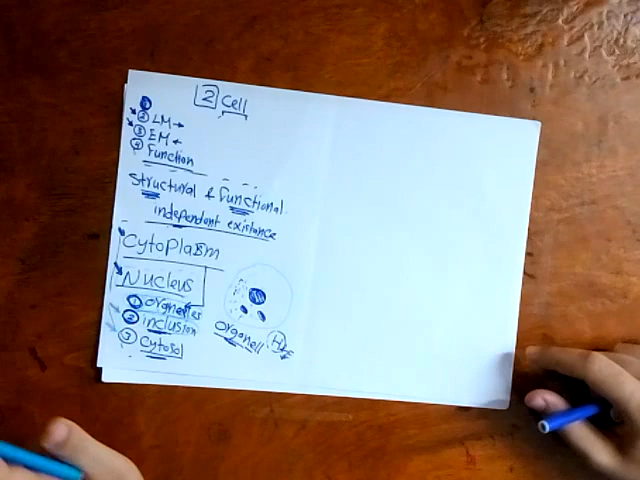 2 Cell
1
2 LM →
3 EM ←
4 Function
Structural & Functional
independant existance
Cytoplasm
Nucleus
1 organelles
2 inclusion
3 Cytosol
organell